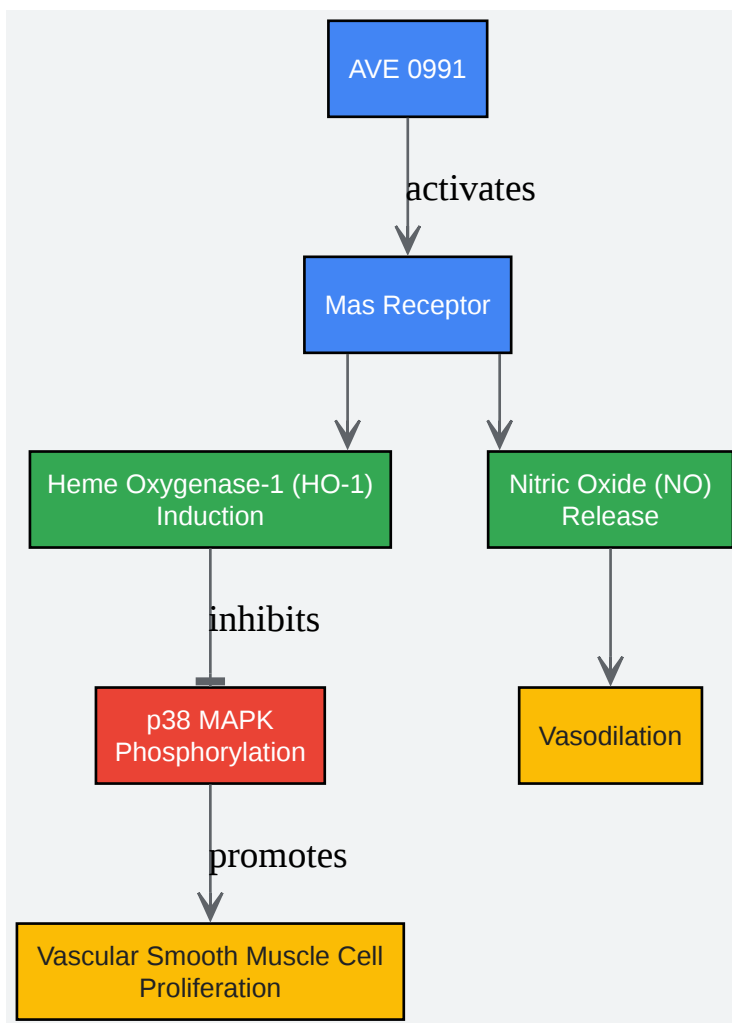 AVE 0991
activates
Mas Receptor
Heme Oxygenase-1 (HO-1)
Induction
Nitric Oxide (NO)
Release
inhibits
p38 MAPK
Phosphorylation
Vasodilation
promotes
Vascular Smooth Muscle Cell
Proliferation